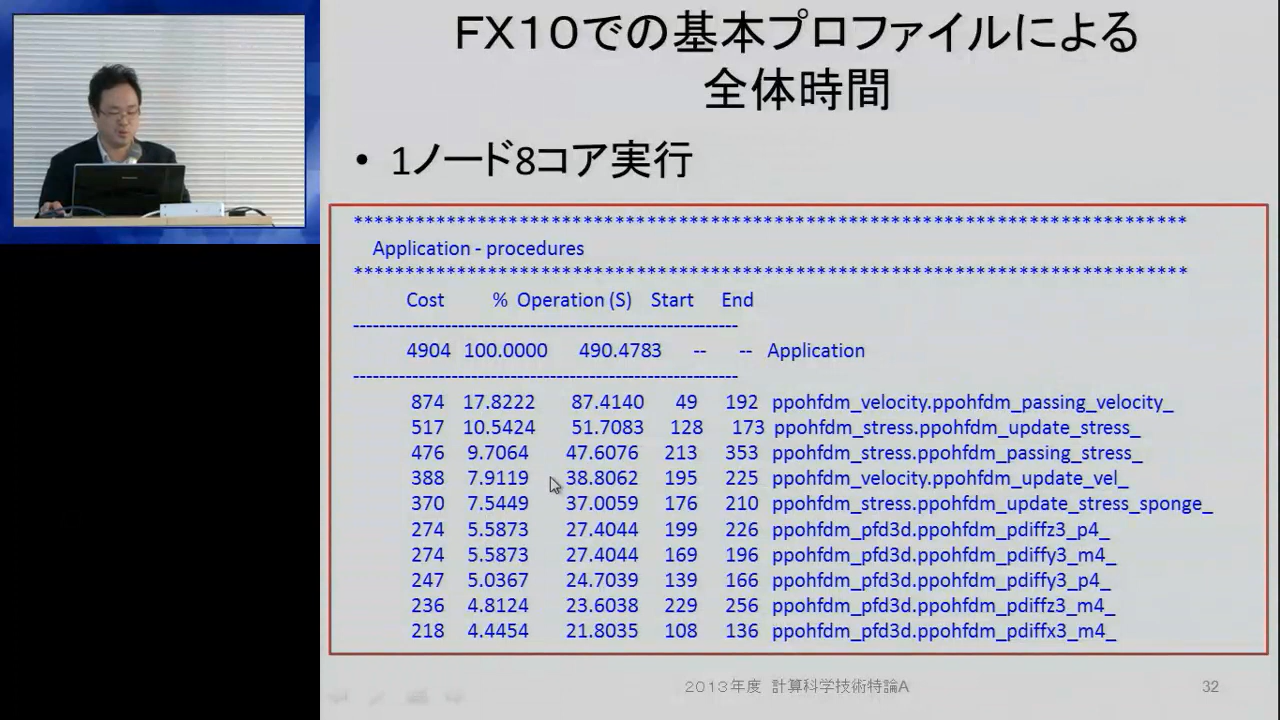 FX10での基本プロファイルによる
全体時間
• 1ノード8コア実行
********************************************************************************
Application - procedures
********************************************************************************
Cost % Operation (S) Start End
------------------------------------------------------------
4904 100.0000 490.4783 -- -- Application
------------------------------------------------------------
874 17.8222 87.4140 49 192 ppohfdm_velocity.ppohfdm_passing_velocity_
517 10.5424 51.7083 128 173 ppohfdm_stress.ppohfdm_update_stress_
476 9.7064 47.6076 213 353 ppohfdm_stress.ppohfdm_passing_stress_
388 7.9119 38.8062 195 225 ppohfdm_velocity.ppohfdm_update_vel_
370 7.5449 37.0059 176 210 ppohfdm_stress.ppohfdm_update_stress_sponge_
274 5.5873 27.4044 199 226 ppohfdm_pfd3d.ppohfdm_pdiffz3_p4_
274 5.5873 27.4044 169 196 ppohfdm_pfd3d.ppohfdm_pdiffy3_m4_
247 5.0367 24.7039 139 166 ppohfdm_pfd3d.ppohfdm_pdiffy3_p4_
236 4.8124 23.6038 229 256 ppohfdm_pfd3d.ppohfdm_pdiffz3_m4_
218 4.4454 21.8035 108 136 ppohfdm_pfd3d.ppohfdm_pdiffx3_m4_
2013年度 計算科学技術特論A
32